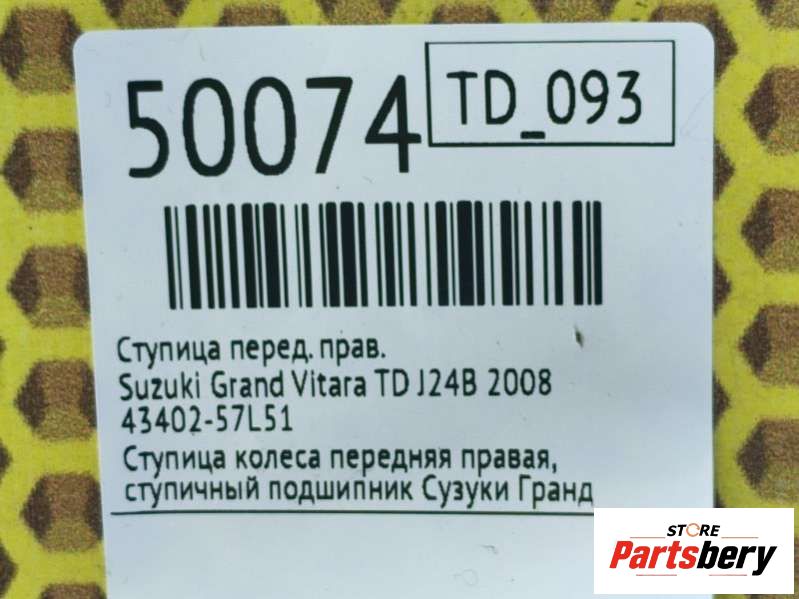 50074
TD_093
Ступица перед. прав.
Suzuki Grand Vitara TD J24B 2008
43402-57L51
Ступица колеса передняя правая,
ступичный подшипник Сузуки Гранд
STORE
Partsbery